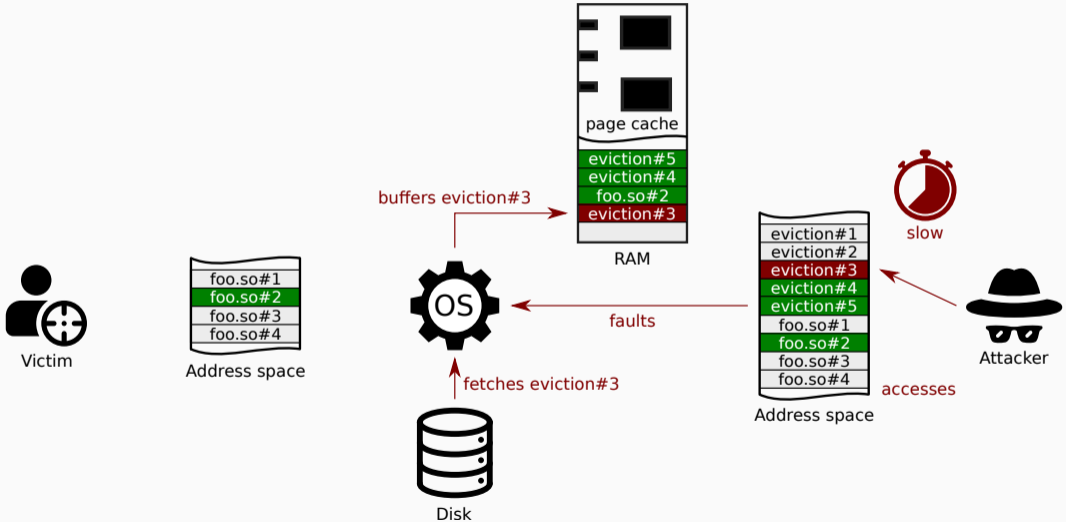 page cache
eviction#5
eviction#4
foo.so#2
eviction#3
RAM
buffers eviction#3
slow
eviction#1
eviction#2
eviction#3
eviction#4
eviction#5
foo.so#1
foo.so#2
foo.so#3
foo.so#4
Address space
accesses
Attacker
faults
OS
foo.so#1
foo.so#2
foo.so#3
foo.so#4
Address space
Victim
fetches eviction#3
Disk